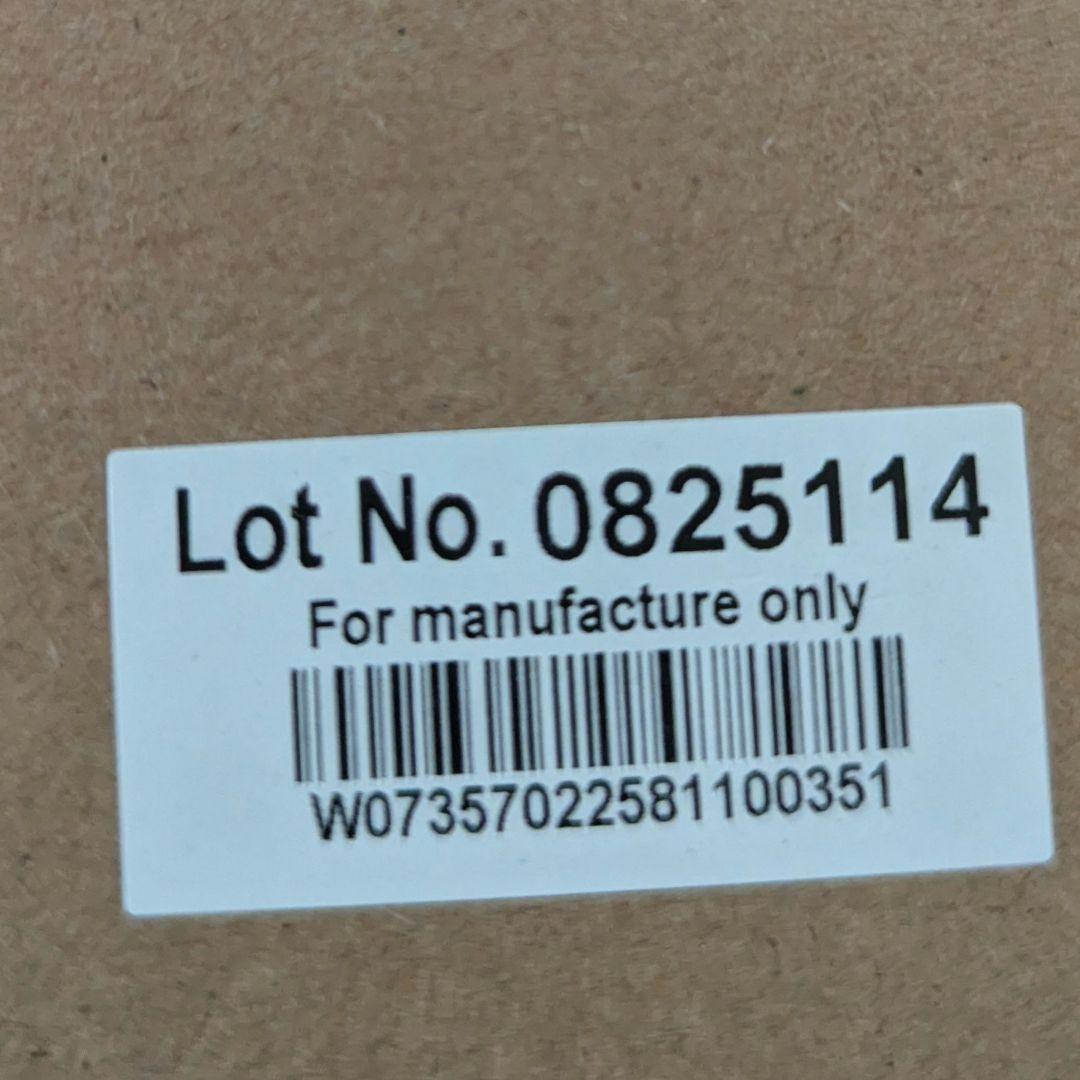 Lot No. 0825114
For manufacture only
W07357022581100351